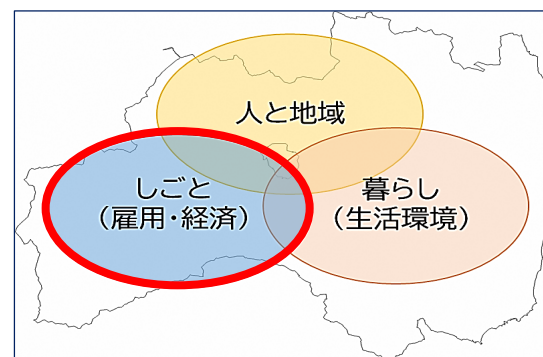 人と地域
しごと
（雇用・経済）
暮らし
（生活環境）